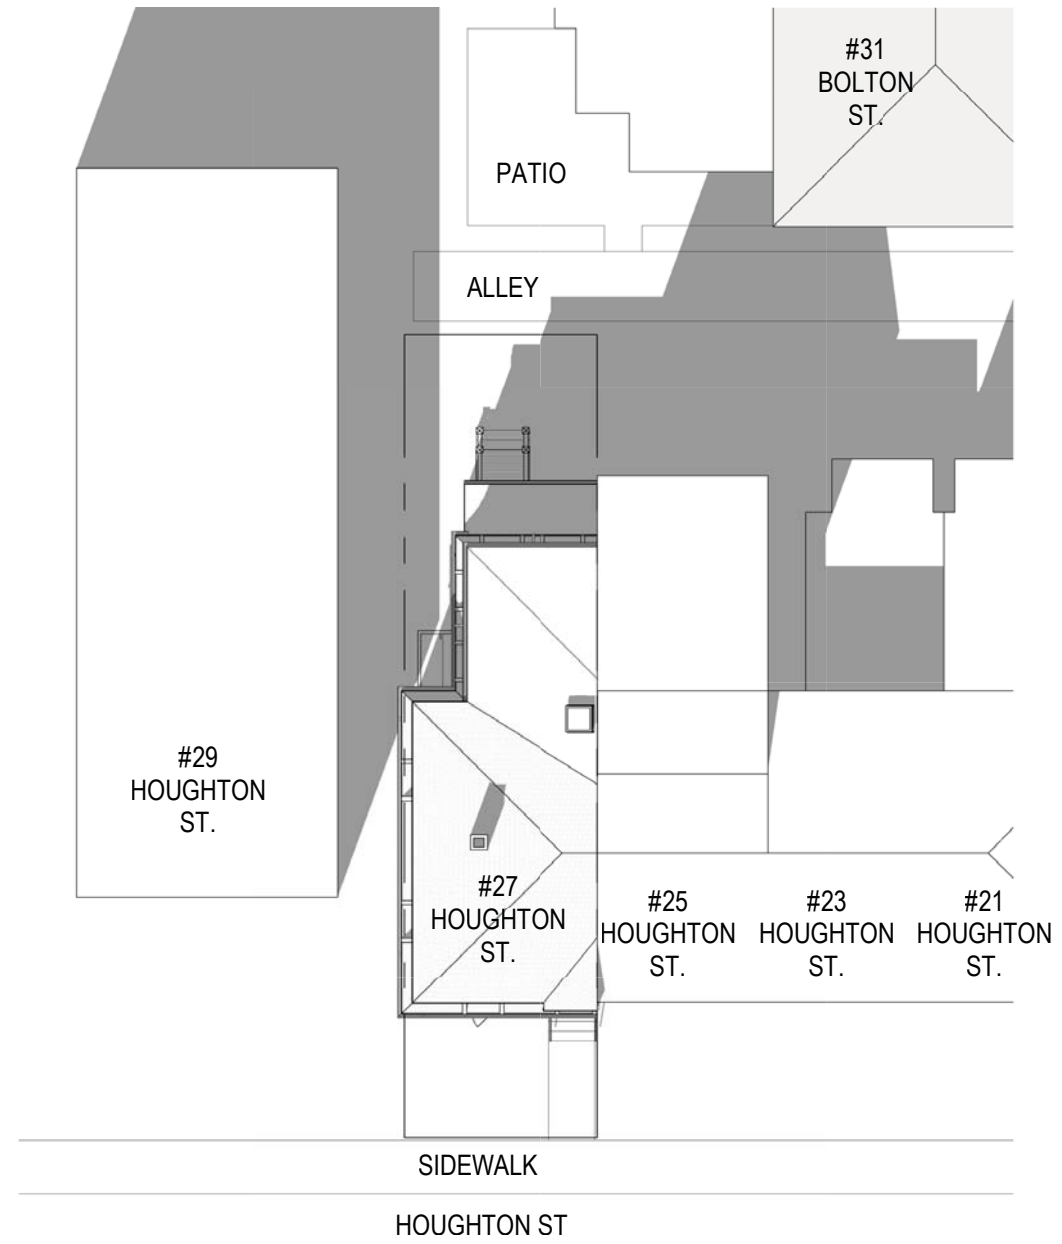 #31
BOLTON
ST.
PATIO
ALLEY
#29
HOUGHTON
ST.
#27
HOUGHTON
ST.
#25
HOUGHTON
ST.
#23
HOUGHTON
ST.
#21
HOUGHTON
ST.
SIDEWALK
HOUGHTON ST